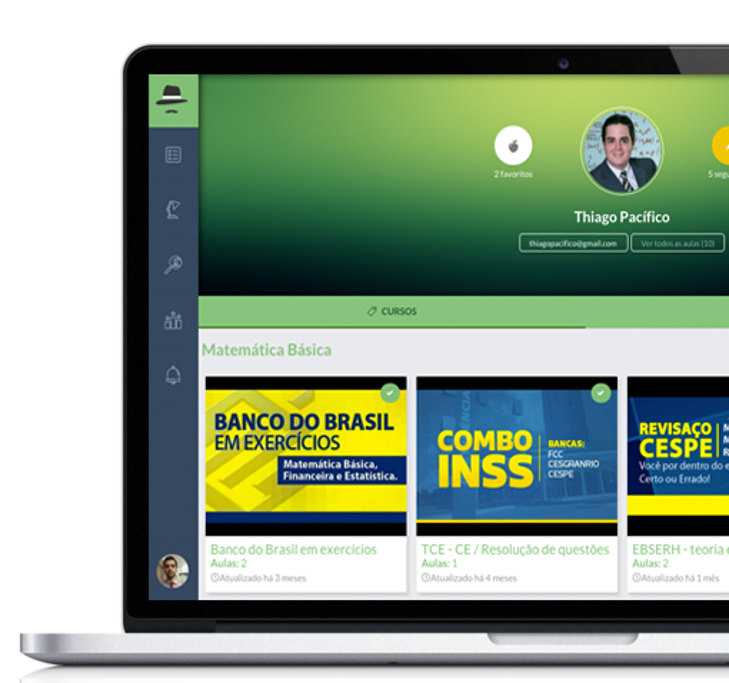 2 favoritos
5 seg
Thiago Pacífico
thiagopacifico@gmail.com
Ver todos as aulas (10)
CURSOS
Matemática Básica
BANCO DO BRASIL
EM EXERCÍCIOS
Matemática Básica,
Financeira e Estatística.
COMBO
INSS
BANCAS:
FCC
CESGRANRIO
CESPE
REVISAÇO
CESPE
Você por dentro do
Certo ou Errado!
Banco do Brasil em exercícios
Aulas: 2
Atualizado há 3 meses
TCE - CE / Resolução de questões
Aulas: 1
Atualizado há 4 meses
EBSERH - teoria e
Aulas: 2
Atualizado há 1 mês